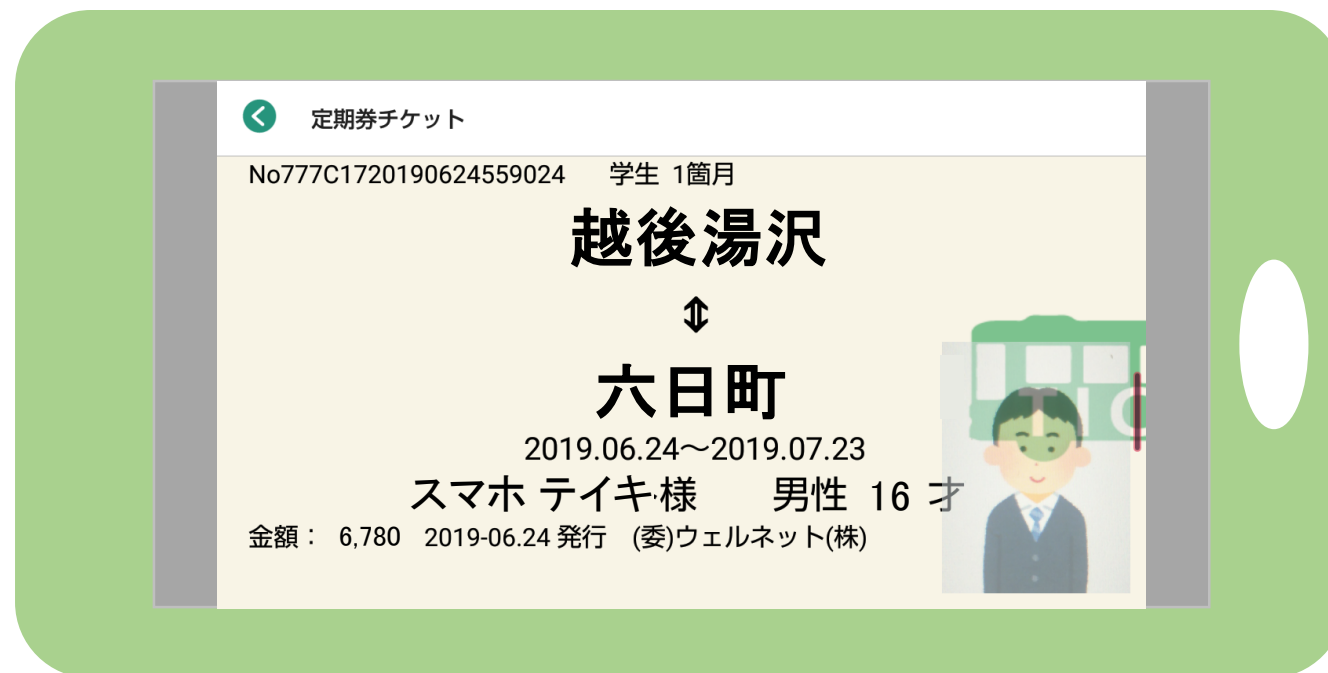 定期券チケット
No777C1720190624559024 学生 1箇月
越後湯沢
⇕
六日町
2019.06.24～2019.07.23
スマホ テイキ 様 男性 16 才
金額： 6,780 2019-06.24 発行 (委)ウェルネット(株)
TIC